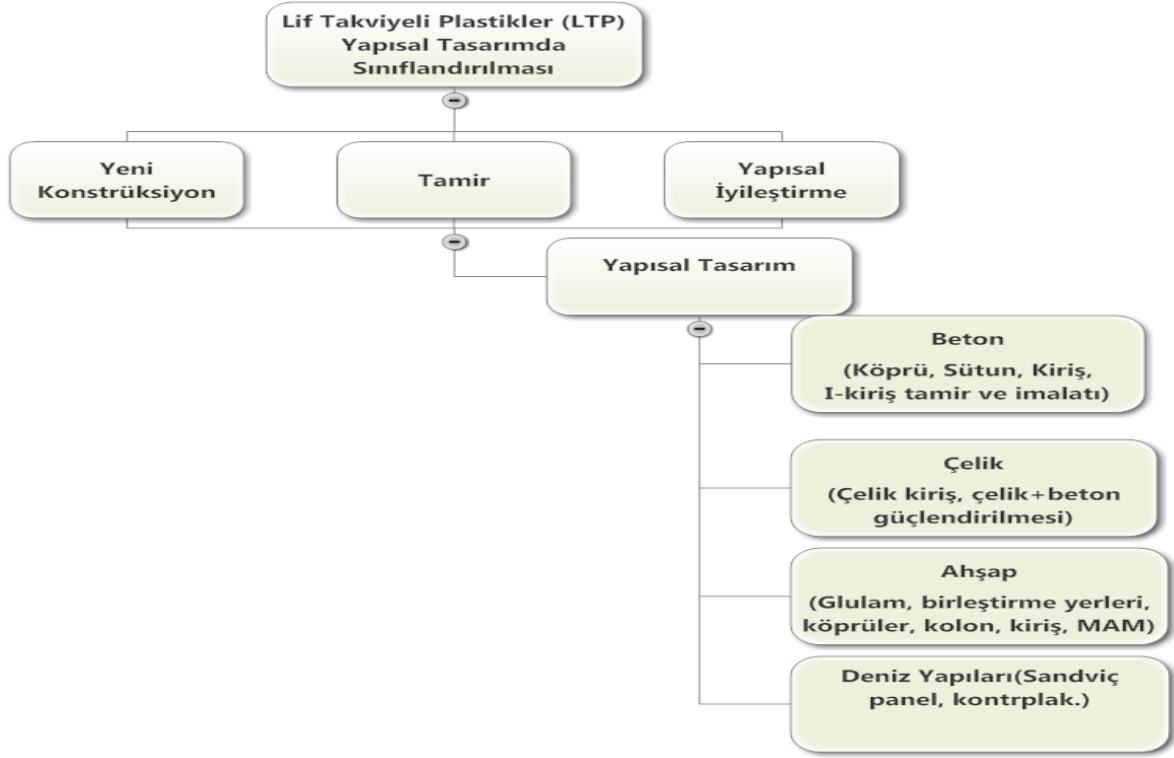 Lif Takviyeli Plastikler (LTP)
Yapısal Tasarımda
Sınıflandırılması
Yeni
Konstrüksiyon
Tamir
Yapısal
İyileştirme
Yapısal Tasarım
Beton
(Köprü, Sütun, Kiriş,
I-kiriş tamir ve imalatı)
Çelik
(Çelik kiriş, çelik+beton
güçlendirilmesi)
Ahşap
(Glulam, birleştirme yerleri,
köprüler, kolon, kiriş, MAM)
Deniz Yapıları(Sandviç
panel, kontrplak.)